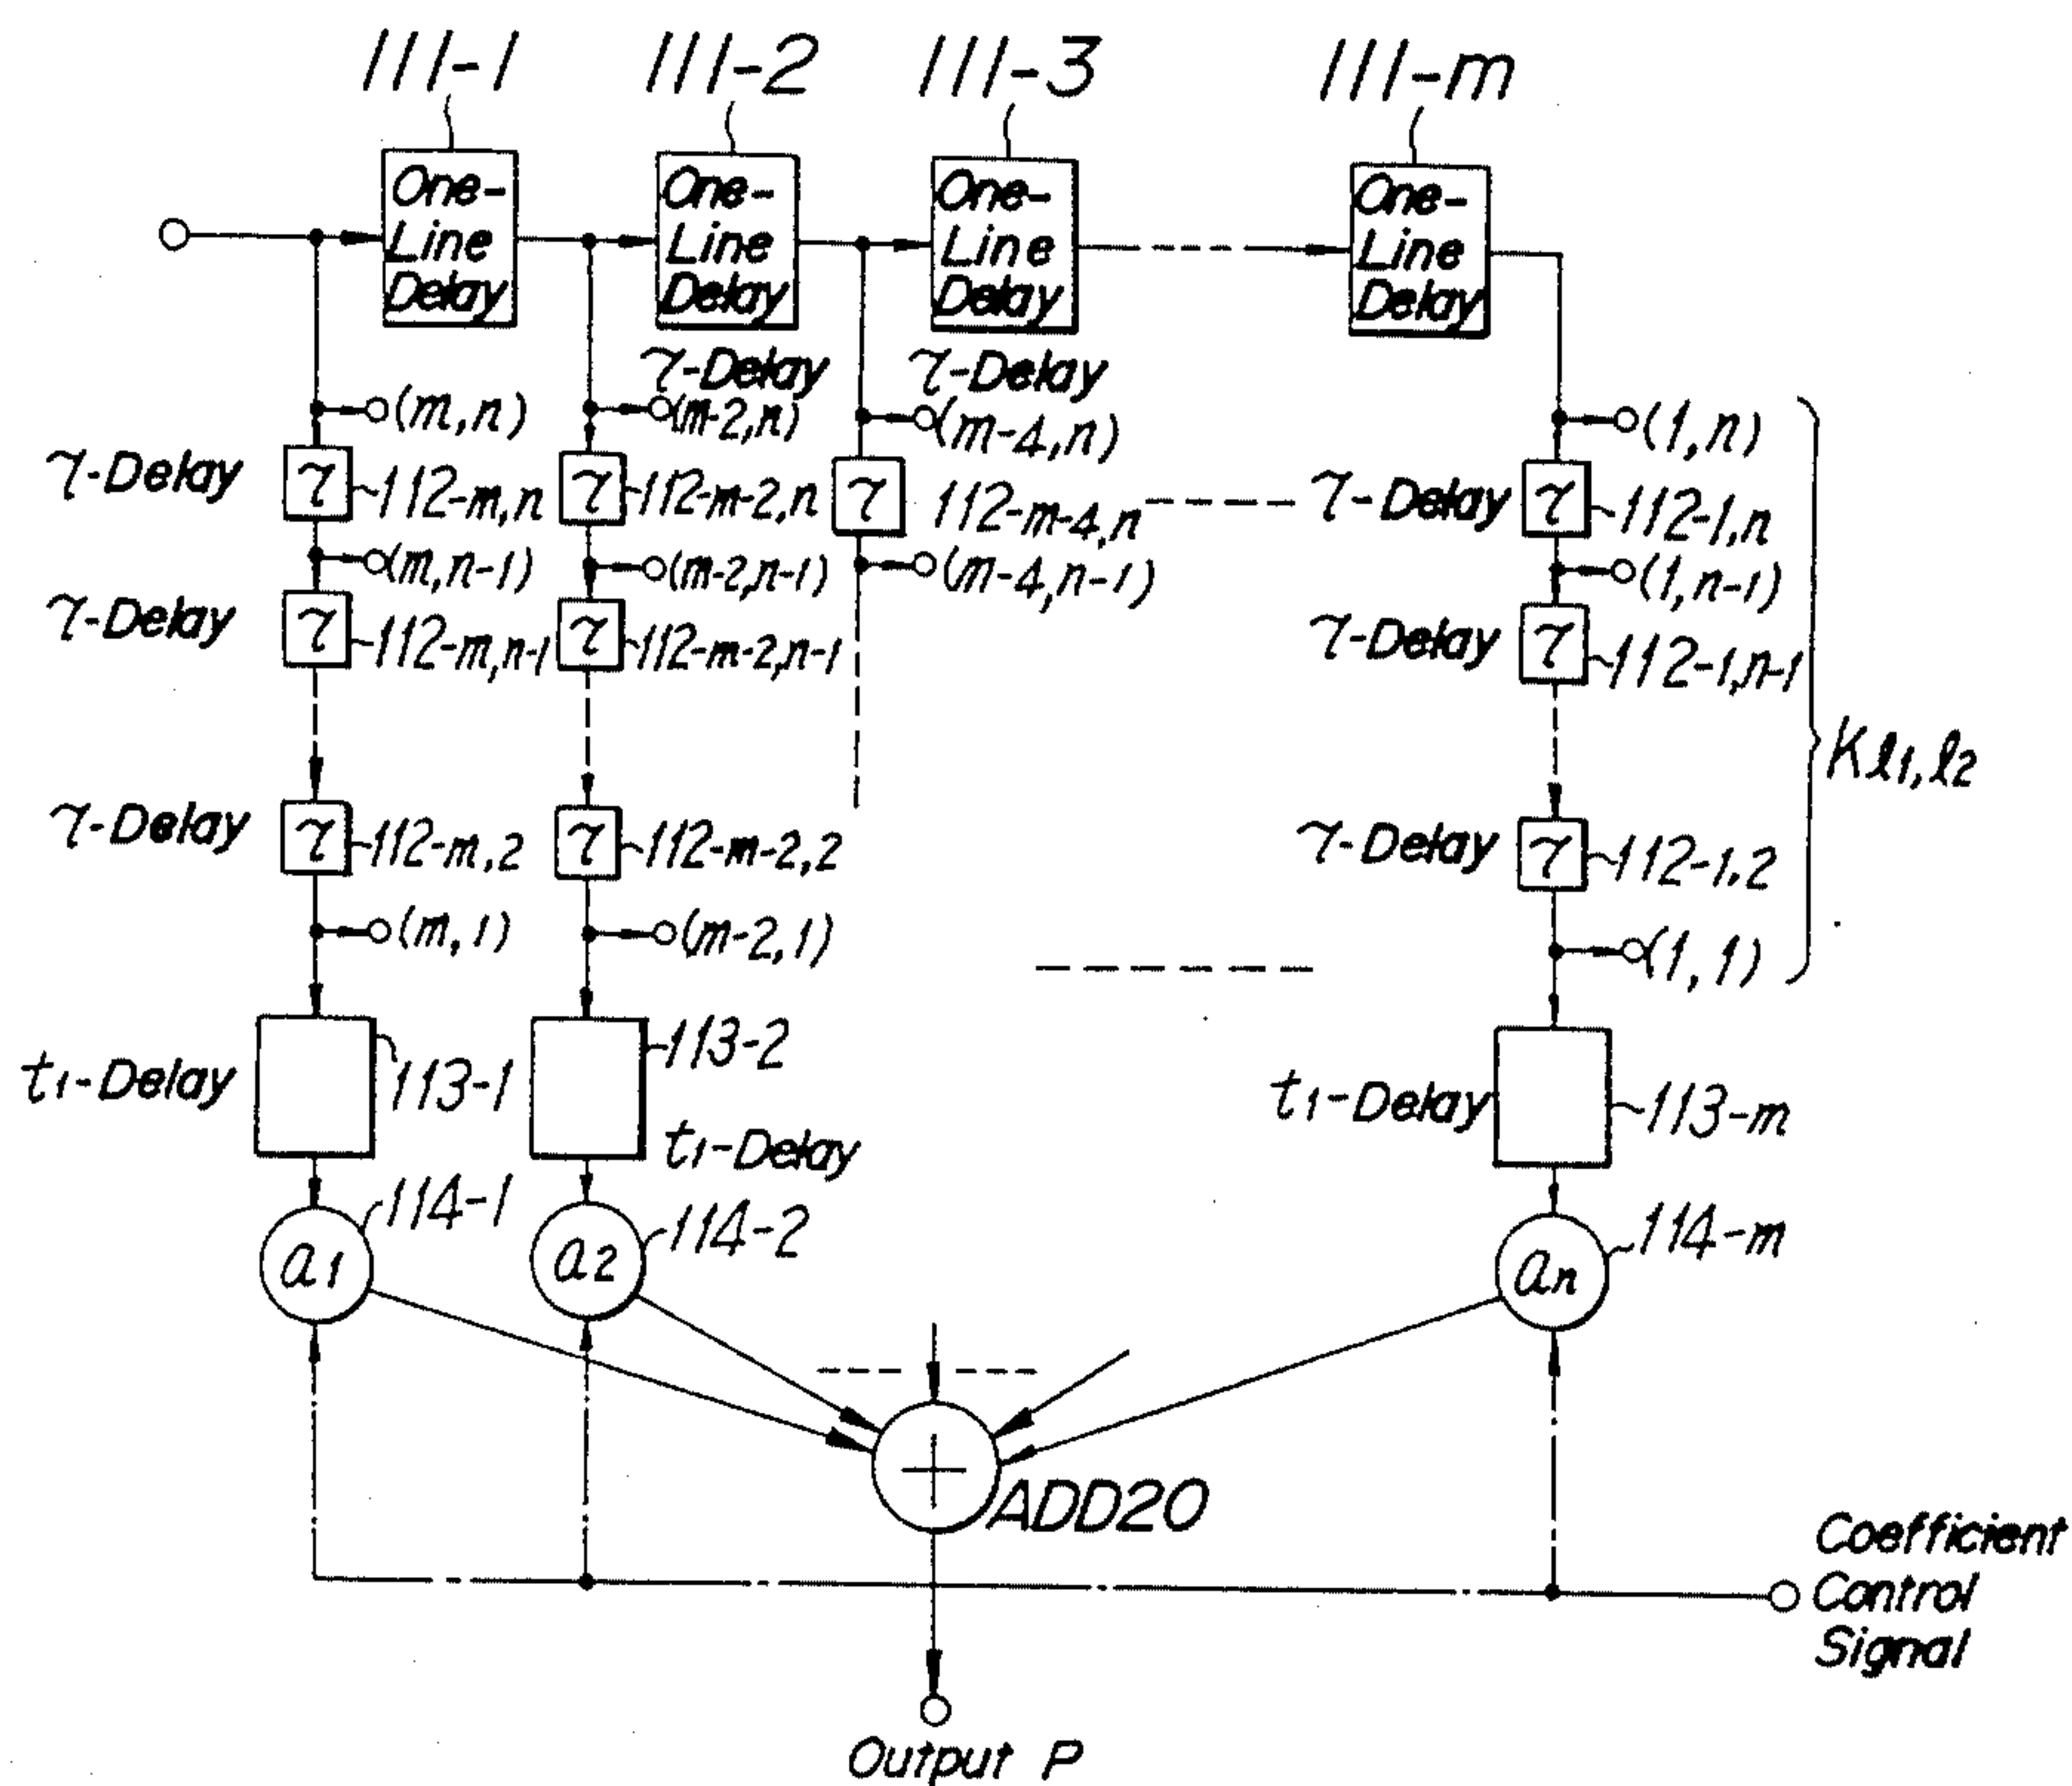 111-1 111-2 111-3 111-m
One-
Line
Delay
One-
Line
Delay
One-
Line
Delay
One-
Line
Delay
τ-Delay τ-Delay
(m,n) (m-2,n) (m-4,n) (1,n)
τ-Delay τ 112-m,n τ 112-m-2,n τ 112-m-4,n τ-Delay τ 112-1,n
(m,n-1) (m-2,n-1) (m-4,n-1) (1,n-1)
τ-Delay τ 112-m,n-1 τ 112-m-2,n-1 τ-Delay τ 112-1,n-1
Kℓ1,ℓ2
τ-Delay τ 112-m,2 τ 112-m-2,2 τ-Delay τ 112-1,2
(m,1) (m-2,1) (1,1)
t1-Delay 113-1 113-2 t1-Delay 113-m
t1-Delay
114-1 114-2 114-m
a1 a2 an
+ ADD20
Coefficient
Control
Signal
Output P